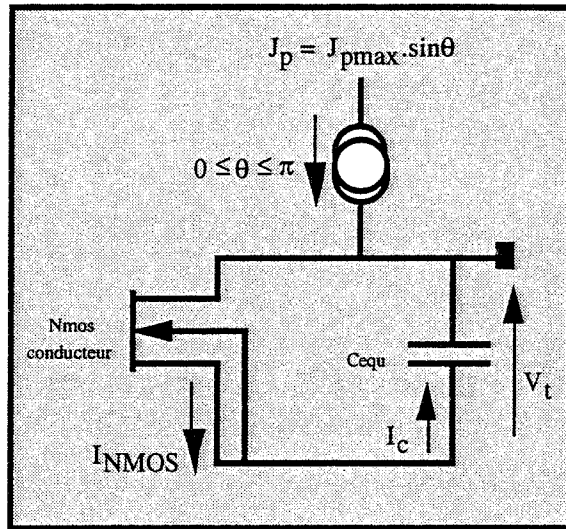 J_p = J_pmax.sinθ
0 ≤ θ ≤ π
Nmos
conducteur
Cequ
V_t
I_c
I_NMOS